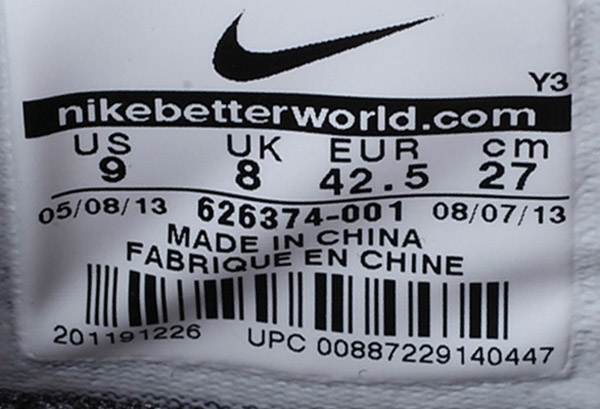 Y3
nikebetterworld.com
US UK EUR cm
9 8 42.5 27
05/08/13 626374-001 08/07/13
MADE IN CHINA
FABRIQUE EN CHINE
201191226 UPC 00887229140447